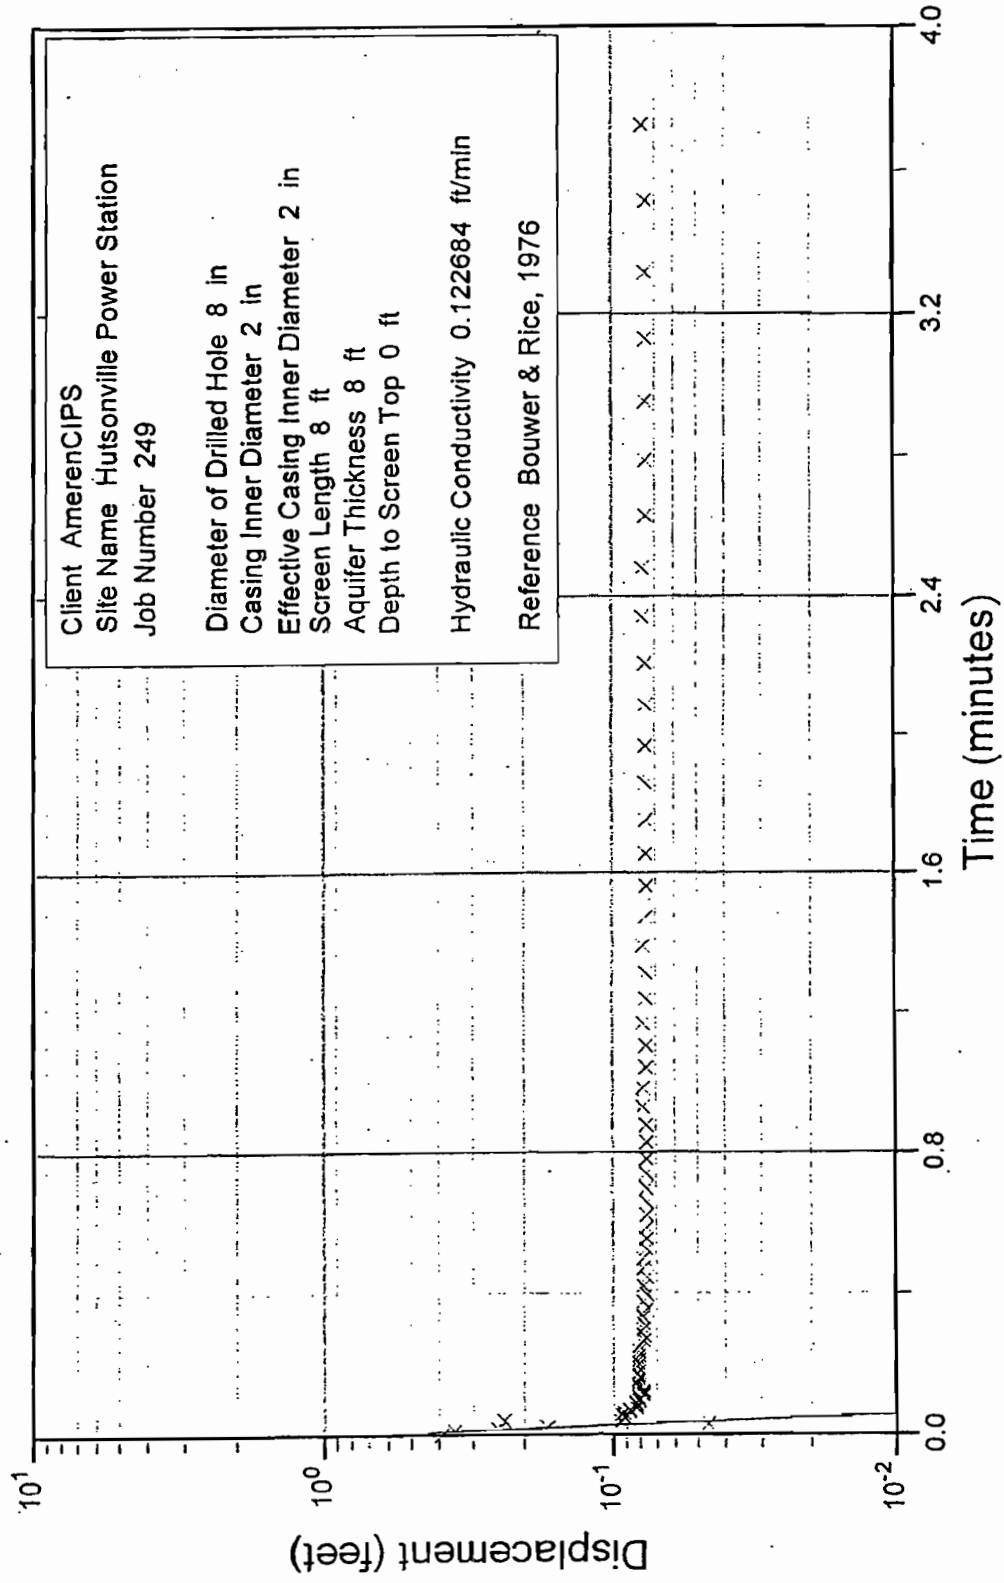 Client AmerenCIPS
Site Name Hutsonville Power Station
Job Number 249
Diameter of Drilled Hole 8 in
Casing Inner Diameter 2 in
Effective Casing Inner Diameter 2 in
Screen Length 8 ft
Aquifer Thickness 8 ft
Depth to Screen Top 0 ft
Hydraulic Conductivity 0.122684 ft/min
Reference Bouwer & Rice, 1976
Displacement (feet)
10¹
10⁰
10⁻¹
10⁻²
0.0
0.8
1.6
2.4
3.2
4.0
Time (minutes)